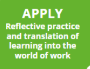 APPLY
Reflective practice
and translation of
learning into the
world of work